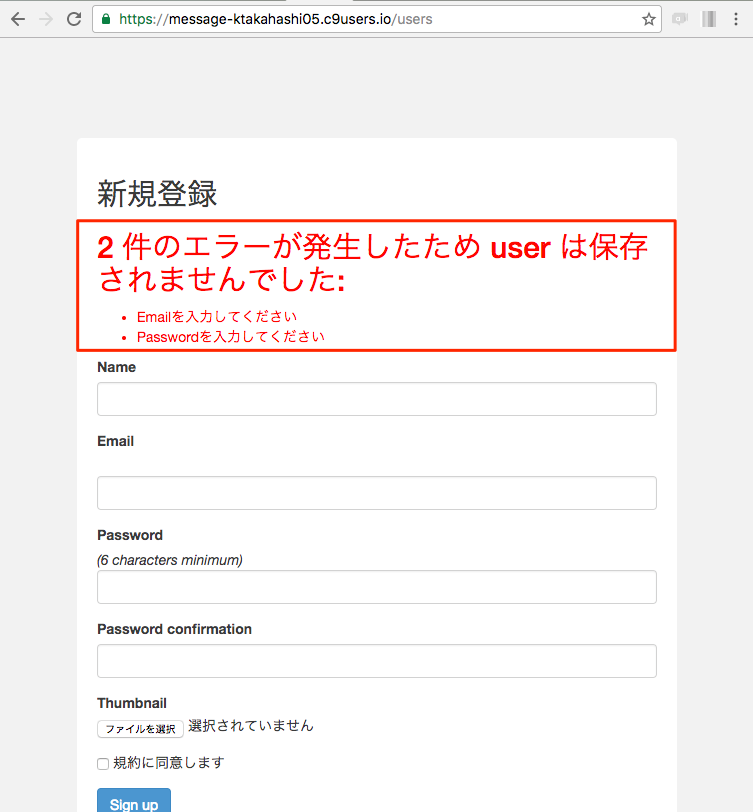 https://message-ktakahashi05.c9users.io/users
新規登録
2 件のエラーが発生したため user は保存
されませんでした:
• Emailを入力してください
• Passwordを入力してください
Name
Email
Password
(6 characters minimum)
Password confirmation
Thumbnail
ファイルを選択 選択されていません
規約に同意します
Sign up